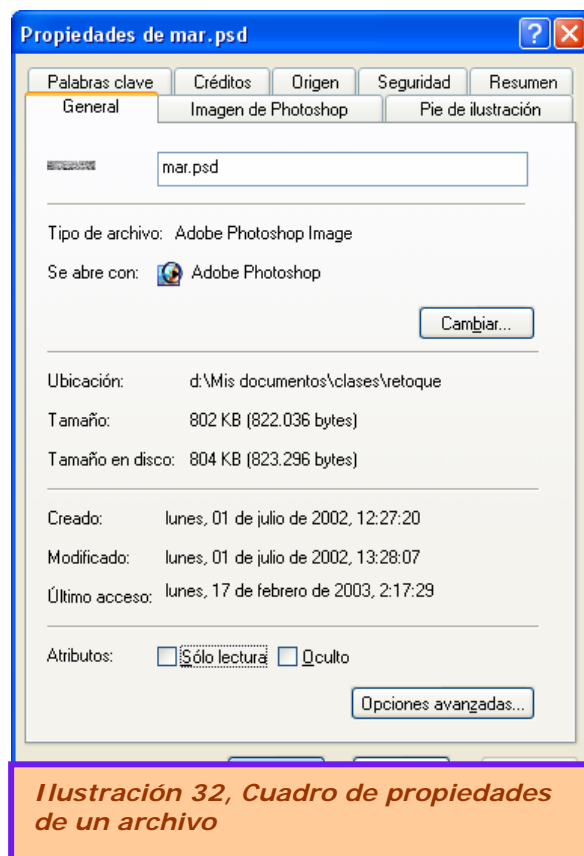 Propiedades de mar.psd
Palabras clave Créditos Origen Seguridad Resumen
General Imagen de Photoshop Pie de ilustración
mar.psd
Tipo de archivo: Adobe Photoshop Image
Se abre con: Adobe Photoshop
Cambiar...
Ubicación: d:\Mis documentos\clases\retoque
Tamaño: 802 KB (822.036 bytes)
Tamaño en disco: 804 KB (823.296 bytes)
Creado: lunes, 01 de julio de 2002, 12:27:20
Modificado: lunes, 01 de julio de 2002, 13:28:07
Último acceso: lunes, 17 de febrero de 2003, 2:17:29
Atributos: Sólo lectura Oculto
Opciones avanzadas...
Ilustración 32, Cuadro de propiedades
de un archivo